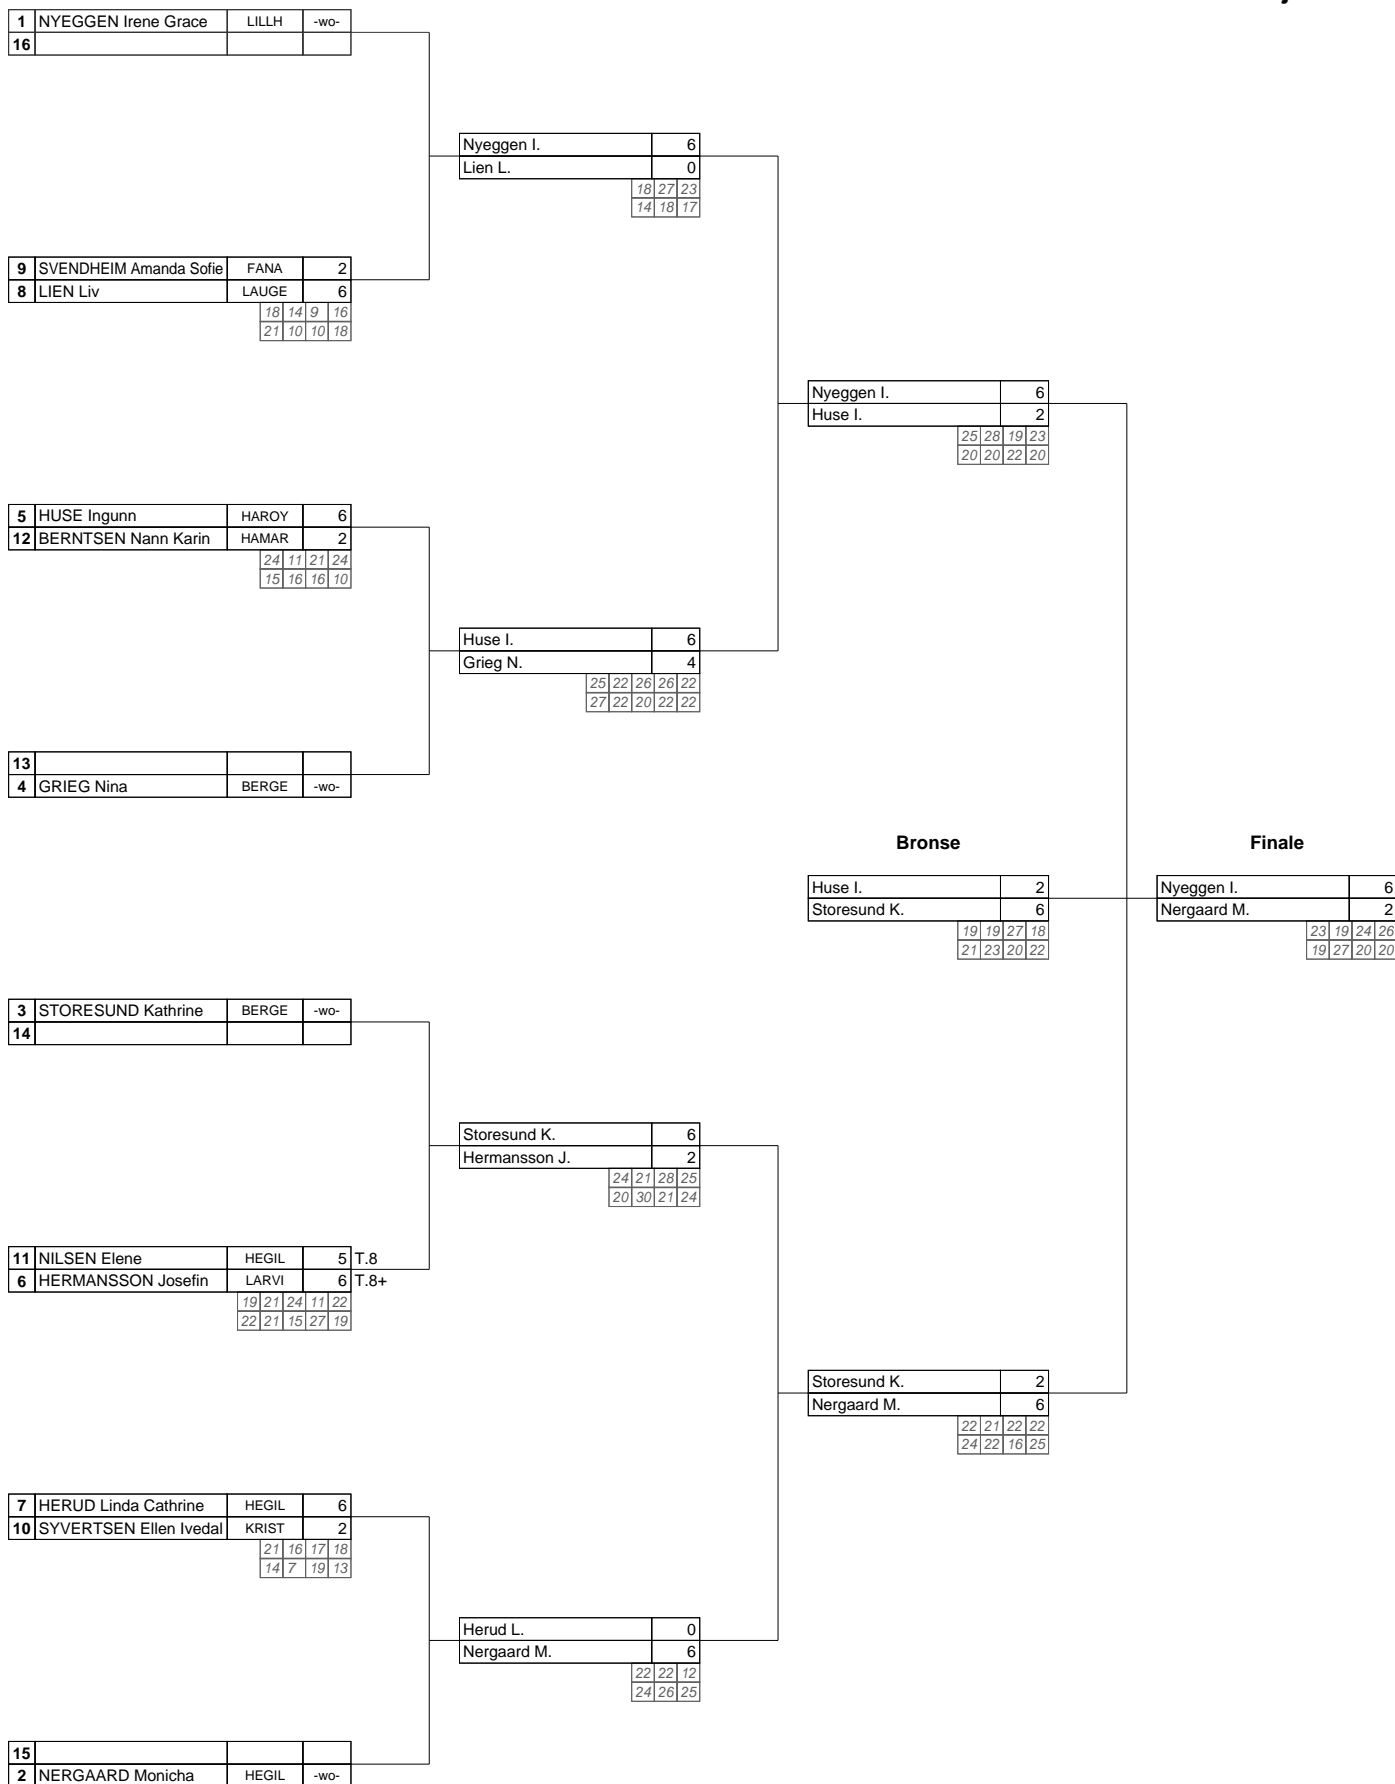 1 NYEGGEN Irene Grace LILLH -wo-
16
Nyeggen I. 6
Lien L. 0
18 27 23
14 18 17
9 SVENDHEIM Amanda Sofie FANA 2
8 LIEN Liv LAUGE 6
18 14 9 16
21 10 10 18
Nyeggen I. 6
Huse I. 2
25 28 19 23
20 20 22 20
5 HUSE Ingunn HAROY 6
12 BERNTSEN Nann Karin HAMAR 2
24 11 21 24
15 16 16 10
Huse I. 6
Grieg N. 4
25 22 26 26 22
27 22 20 22 22
13
4 GRIEG Nina BERGE -wo-
Bronse Finale
Huse I. 2 Nyeggen I. 6
Storesund K. 6 Nergaard M. 2
19 19 27 18 23 19 24 26
21 23 20 22 19 27 20 20
3 STORESUND Kathrine BERGE -wo-
14
Storesund K. 6
Hermansson J. 2
24 21 28 25
20 30 21 24
11 NILSEN Elene HEGIL 5 T.8
6 HERMANSSON Josefin LARVI 6 T.8+
19 21 24 11 22
22 21 15 27 19
Storesund K. 2
Nergaard M. 6
22 21 22 22
24 22 16 25
7 HERUD Linda Cathrine HEGIL 6
10 SYVERTSEN Ellen Ivedal KRIST 2
21 16 17 18
14 7 19 13
Herud L. 0
Nergaard M. 6
22 22 12
24 26 25
15
2 NERGAARD Monicha HEGIL -wo-